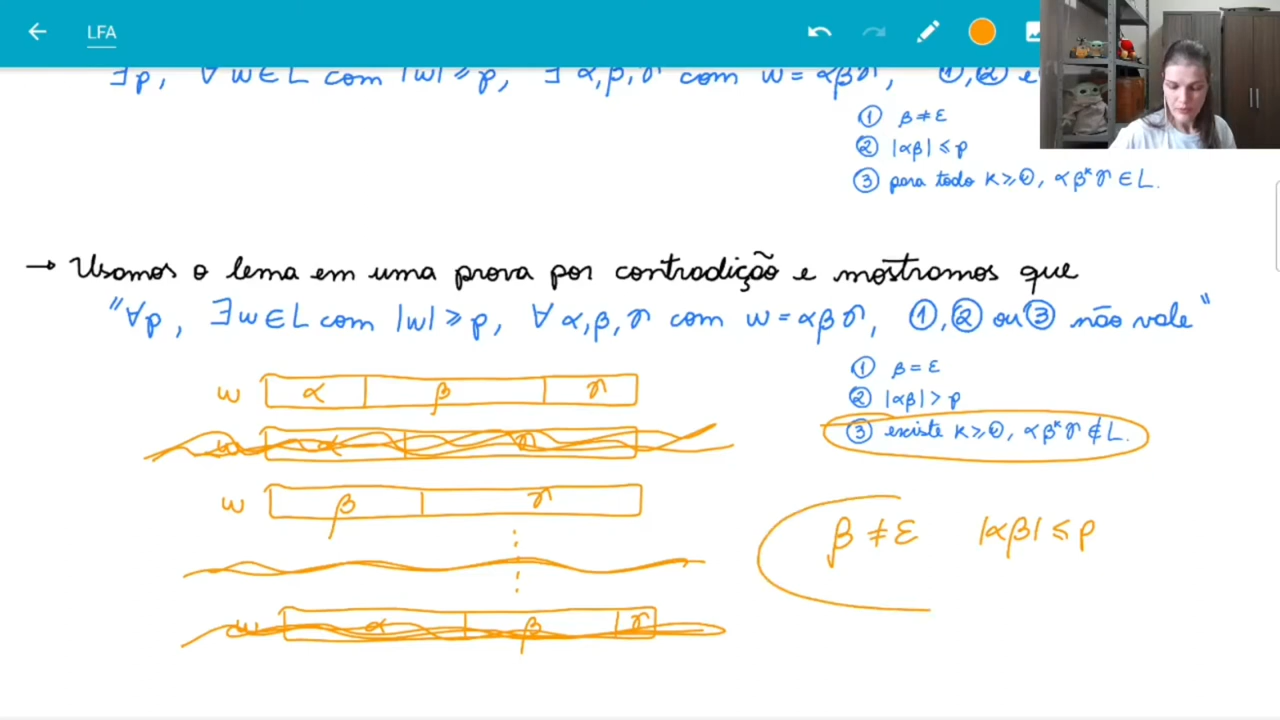 LFA
∃p, ∀w∈L com |w|⩾p, ∃ α,β,γ com w=αβγ, ①,② e
① β≠ε
② |αβ|⩽p
③ para todo k⩾0, αβᵏγ∈L.
→ Usamos o lema em uma prova por contradição e mostramos que
"∀p, ∃w∈L com |w|⩾p, ∀ α,β,γ com w=αβγ, ①,② ou ③ não vale"
① β=ε
② |αβ|>p
③ existe k⩾0, αβᵏγ∉L.
w α β γ
w α γ
w β γ
β≠ε |αβ|⩽p
w α β γ